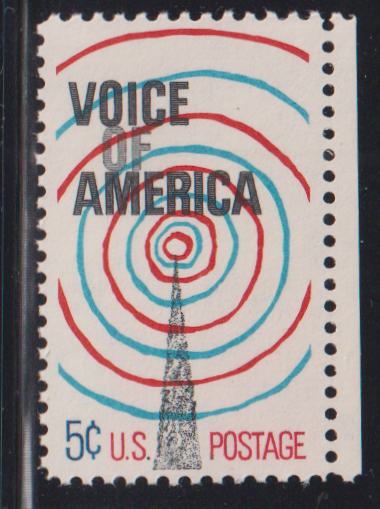 VOICE
OF
AMERICA
5¢ U.S. POSTAGE